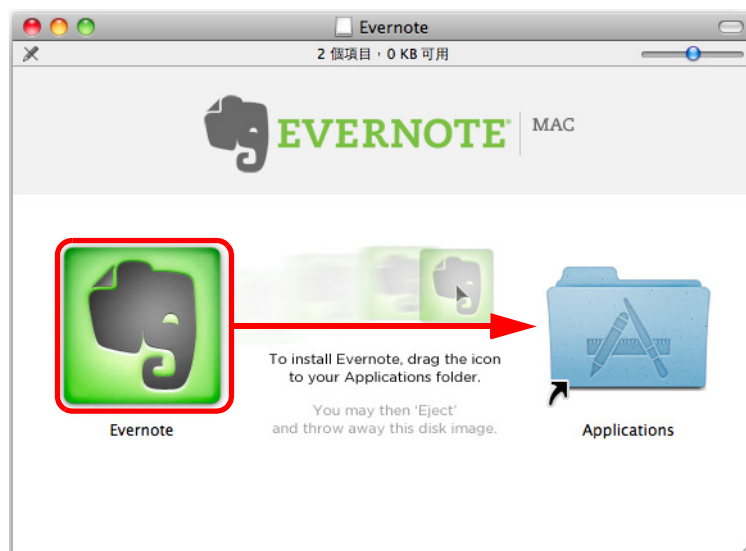 Evernote
2 個項目，0 KB 可用
EVERNOTE® MAC
To install Evernote, drag the icon
to your Applications folder.
You may then 'Eject'
and throw away this disk image.
Evernote
Applications